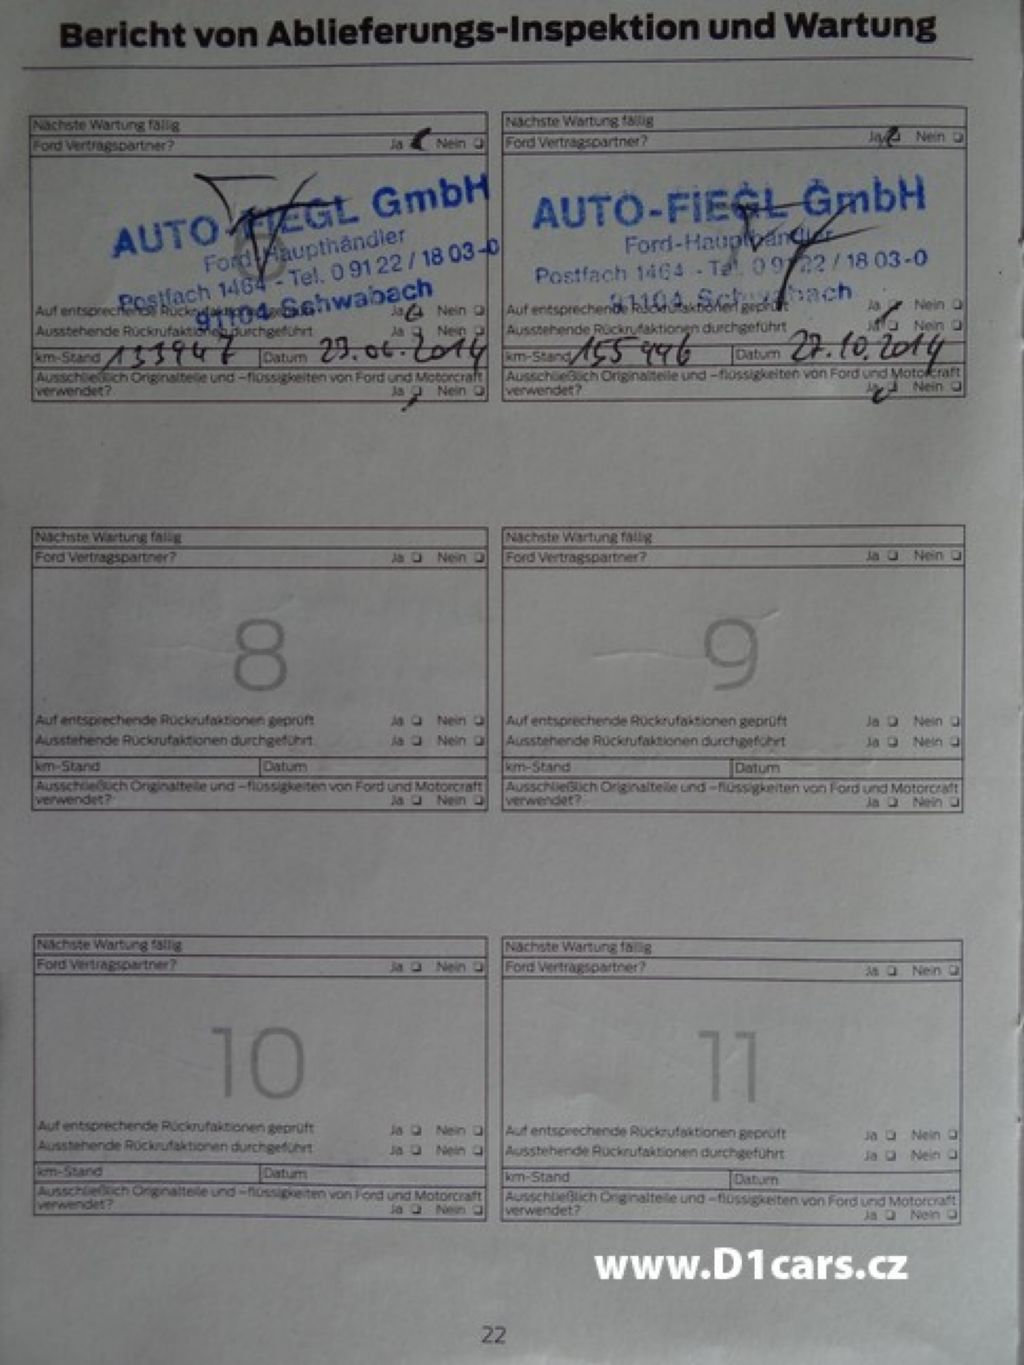 Bericht von Ablieferungs-Inspektion und Wartung
Nächste Wartung fällig
Ford Vertragspartner? Ja Nein
AUTO-FIEGL GmbH
Ford-Haupthändler
Postfach 1464 - Tel. 0 91 22 / 18 03-0
91104 Schwabach
Auf entsprechende Rückrufaktionen geprüft Ja Nein
Ausstehende Rückrufaktionen durchgeführt Ja Nein
km-Stand 133947 Datum 23.06.2014
Ausschließlich Originalteile und -flüssigkeiten von Ford und Motorcraft
verwendet? Ja Nein
Nächste Wartung fällig
Ford Vertragspartner? Ja Nein
AUTO-FIEGL GmbH
Ford-Haupthändler
Postfach 1464 - Tel. 0 91 22 / 18 03-0
91104 Schwabach
Auf entsprechende Rückrufaktionen geprüft Ja Nein
Ausstehende Rückrufaktionen durchgeführt Ja Nein
km-Stand 155446 Datum 27.10.2014
Ausschließlich Originalteile und -flüssigkeiten von Ford und Motorcraft
verwendet? Ja Nein
Nächste Wartung fällig
Ford Vertragspartner? Ja Nein
8
Auf entsprechende Rückrufaktionen geprüft Ja Nein
Ausstehende Rückrufaktionen durchgeführt Ja Nein
km-Stand Datum
Ausschließlich Originalteile und -flüssigkeiten von Ford und Motorcraft
verwendet? Ja Nein
Nächste Wartung fällig
Ford Vertragspartner? Ja Nein
9
Auf entsprechende Rückrufaktionen geprüft Ja Nein
Ausstehende Rückrufaktionen durchgeführt Ja Nein
km-Stand Datum
Ausschließlich Originalteile und -flüssigkeiten von Ford und Motorcraft
verwendet? Ja Nein
Nächste Wartung fällig
Ford Vertragspartner? Ja Nein
10
Auf entsprechende Rückrufaktionen geprüft Ja Nein
Ausstehende Rückrufaktionen durchgeführt Ja Nein
km-Stand Datum
Ausschließlich Originalteile und -flüssigkeiten von Ford und Motorcraft
verwendet? Ja Nein
Nächste Wartung fällig
Ford Vertragspartner? Ja Nein
11
Auf entsprechende Rückrufaktionen geprüft Ja Nein
Ausstehende Rückrufaktionen durchgeführt Ja Nein
km-Stand Datum
Ausschließlich Originalteile und -flüssigkeiten von Ford und Motorcraft
verwendet? Ja Nein
www.D1cars.cz
22